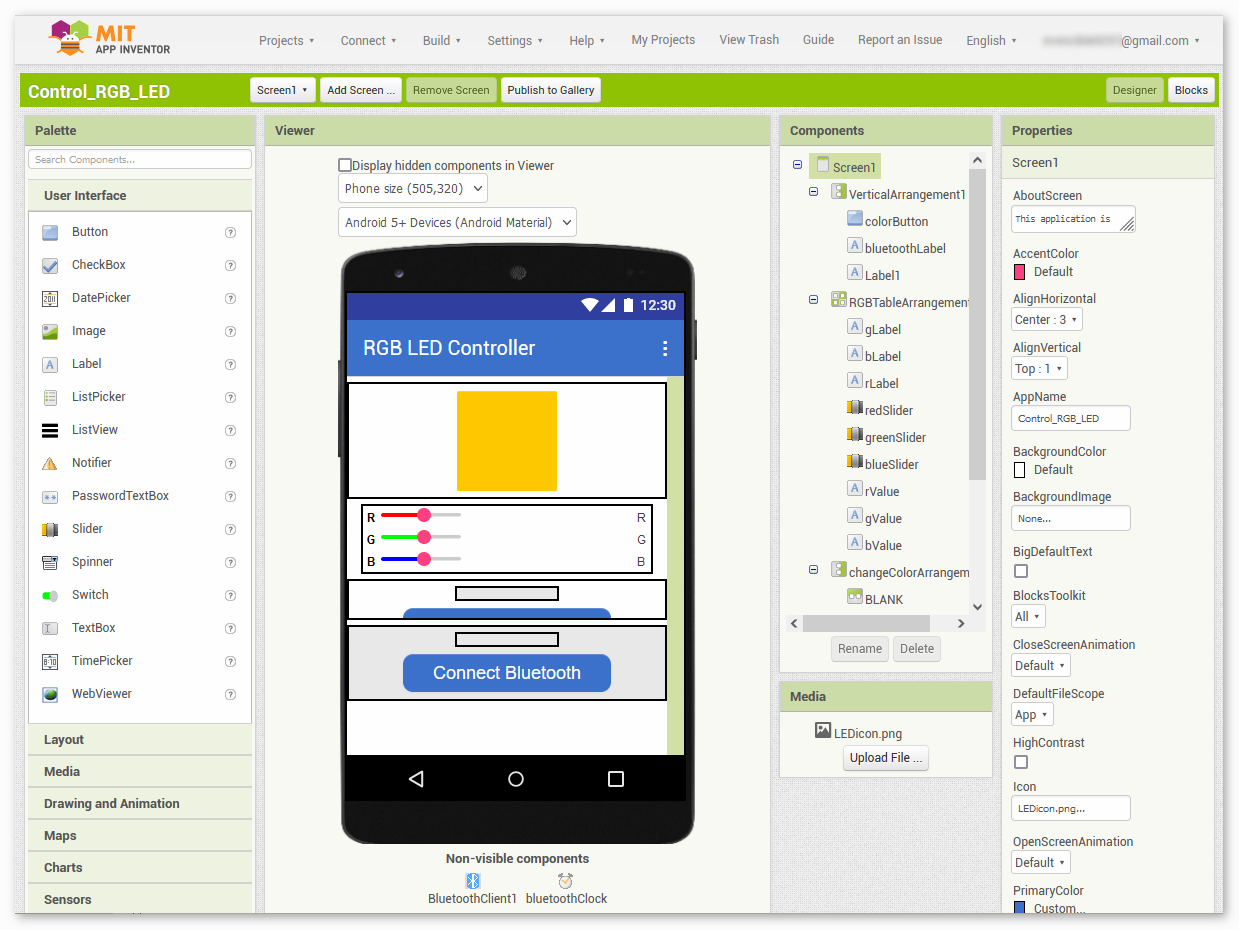 MIT
APP INVENTOR
Projects Connect Build Settings Help My Projects View Trash Guide Report an Issue English @gmail.com
Control_RGB_LED
Screen1 Add Screen ... Remove Screen Publish to Gallery Designer Blocks
Palette
Search Components...
User Interface
Button ?
CheckBox ?
DatePicker ?
Image ?
Label ?
ListPicker ?
ListView ?
Notifier ?
PasswordTextBox ?
Slider ?
Spinner ?
Switch ?
TextBox ?
TimePicker ?
WebViewer ?
Layout
Media
Drawing and Animation
Maps
Charts
Sensors
Viewer
Display hidden components in Viewer
Phone size (505,320)
Android 5+ Devices (Android Material)
12:30
RGB LED Controller
R R
G G
B B
Connect Bluetooth
Non-visible components
BluetoothClient1 bluetoothClock
Components
Screen1
VerticalArrangement1
colorButton
bluetoothLabel
Label1
RGBTableArrangement
gLabel
bLabel
rLabel
redSlider
greenSlider
blueSlider
rValue
gValue
bValue
changeColorArrangem
BLANK
Rename Delete
Media
LEDicon.png
Upload File ...
Properties
Screen1
AboutScreen
This application is
AccentColor
Default
AlignHorizontal
Center : 3
AlignVertical
Top : 1
AppName
Control_RGB_LED
BackgroundColor
Default
BackgroundImage
None...
BigDefaultText
BlocksToolkit
All
CloseScreenAnimation
Default
DefaultFileScope
App
HighContrast
Icon
LEDicon.png...
OpenScreenAnimation
Default
PrimaryColor
Custom...